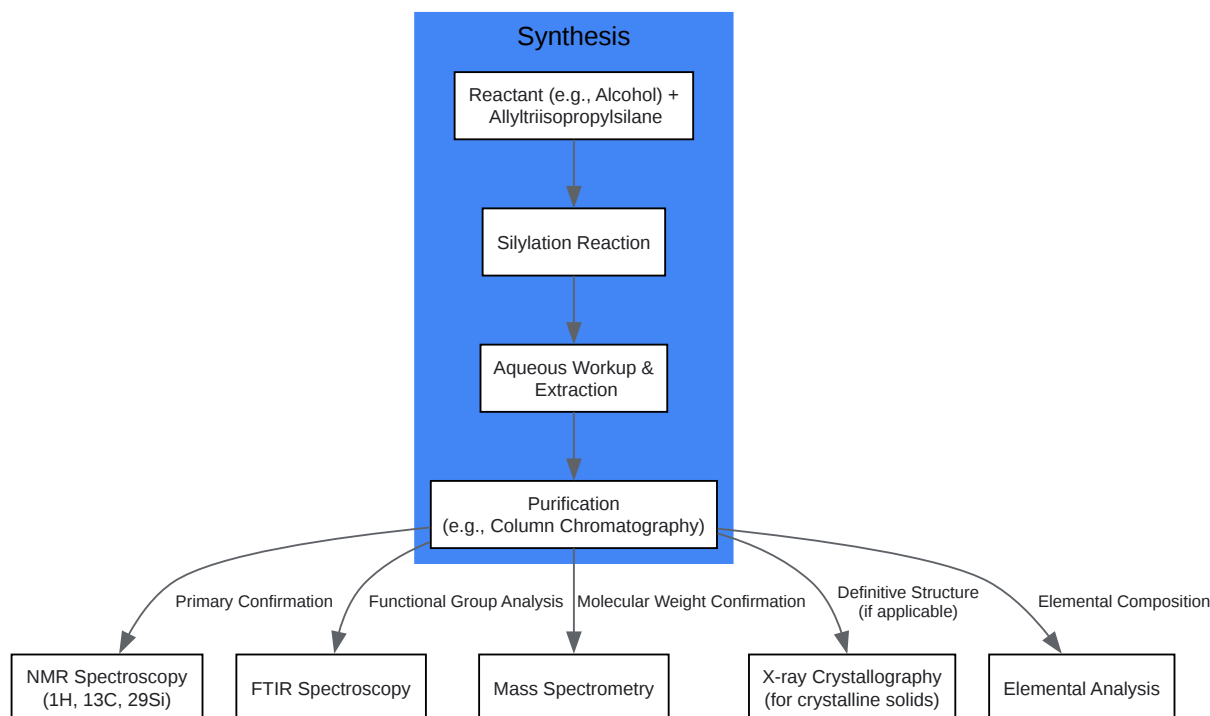 Synthesis
Reactant (e.g., Alcohol) +
Allyltriisopropylsilane
Silylation Reaction
Aqueous Workup &
Extraction
Purification
(e.g., Column Chromatography)
Primary Confirmation
Functional Group Analysis
Molecular Weight Confirmation
Definitive Structure
(if applicable)
Elemental Composition
NMR Spectroscopy
(1H, 13C, 29Si)
FTIR Spectroscopy
Mass Spectrometry
X-ray Crystallography
(for crystalline solids)
Elemental Analysis